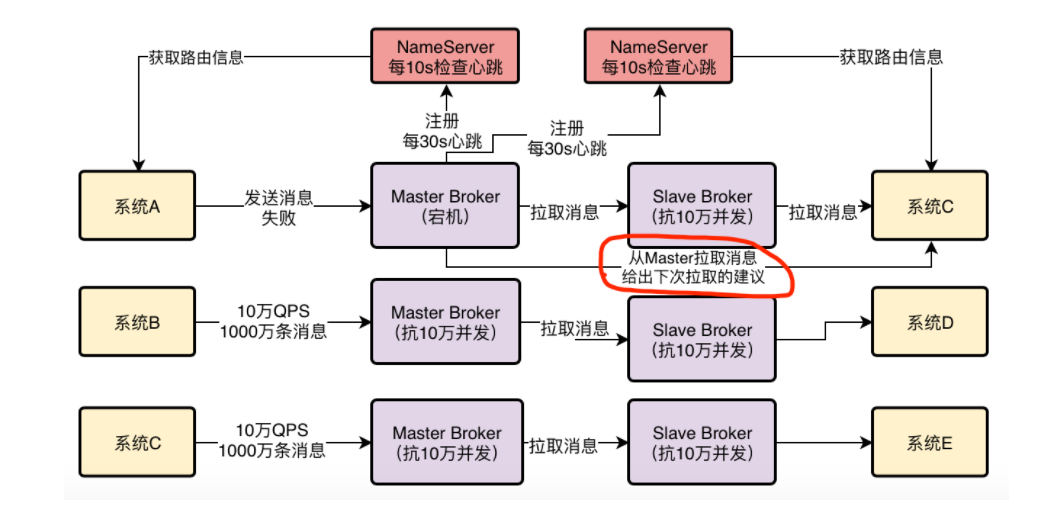 NameServer
每10s检查心跳
NameServer
每10s检查心跳
获取路由信息
获取路由信息
注册
每30s心跳
注册
每30s心跳
系统A
发送消息
失败
Master Broker
（宕机）
拉取消息
Slave Broker
(抗10万并发)
拉取消息
系统C
从Master拉取消息
给出下次拉取的建议
系统B
10万QPS
1000万条消息
Master Broker
(抗10万并发)
拉取消息
Slave Broker
(抗10万并发)
系统D
系统C
10万QPS
1000万条消息
Master Broker
(抗10万并发)
拉取消息
Slave Broker
(抗10万并发)
系统E